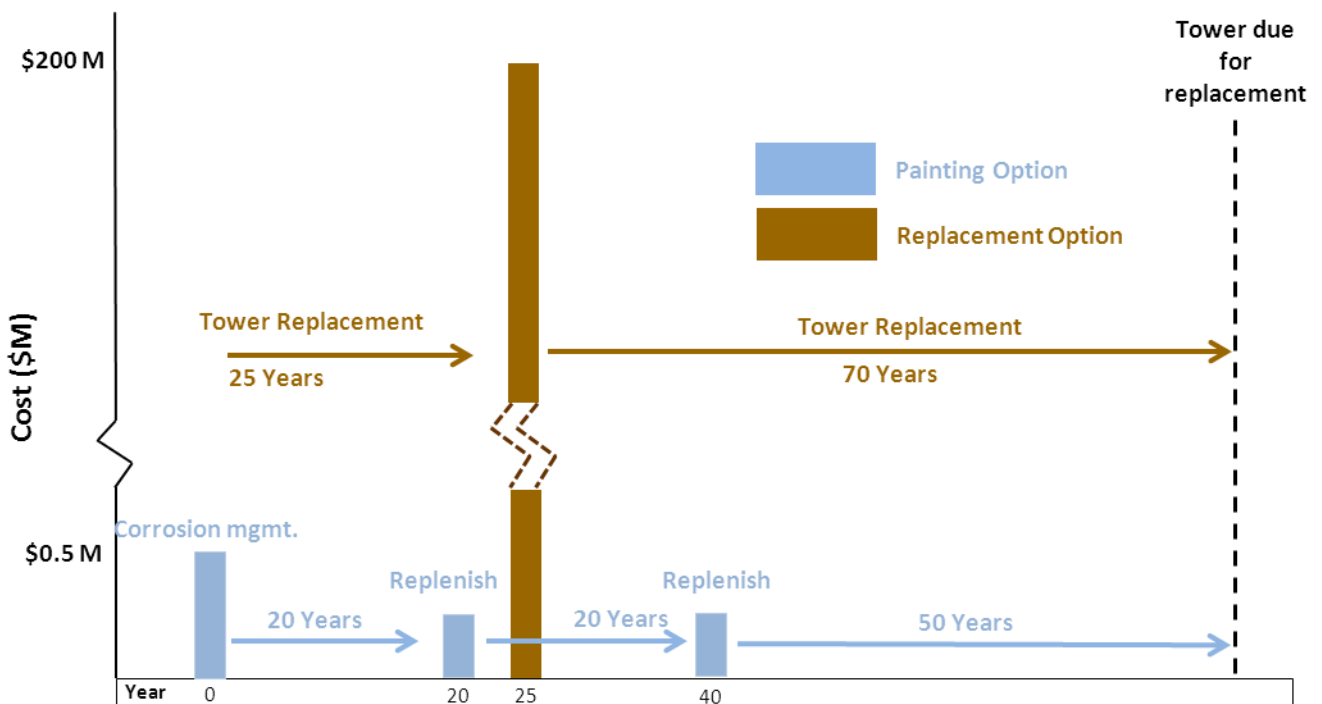 $200 M
Tower due
for
replacement
Painting Option
Replacement Option
Tower Replacement
25 Years
Tower Replacement
70 Years
Cost ($M)
Corrosion mgmt.
$0.5 M
Replenish
Replenish
20 Years
20 Years
50 Years
Year 0 20 25 40